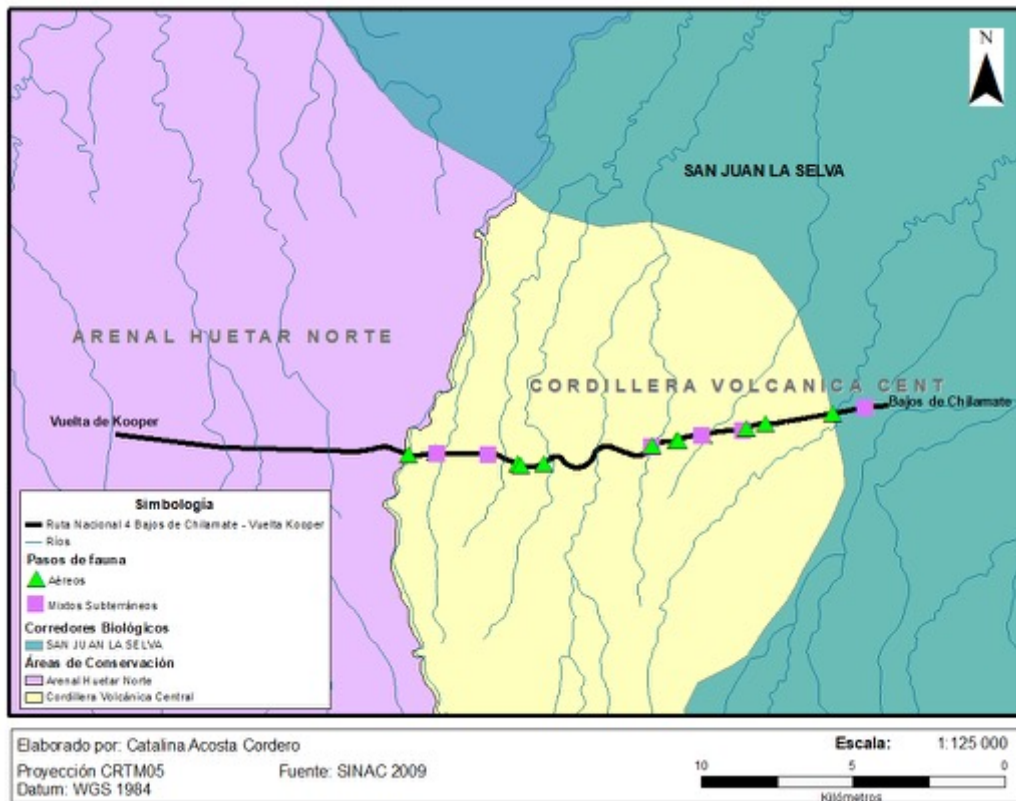 N
SAN JUAN LA SELVA
ARENAL HUETAR NORTE
CORDILLERA VOLCANICA CENT
Vuelta de Kooper
Bajos de Chilamate
Simbología
Ruta Nacional 4 Bajos de Chilamate - Vuelta Kooper
Ríos
Pasos de fauna
Aéreos
Mixtos Subterráneos
Corredores Biológicos
SAN JUAN LA SELVA
Áreas de Conservación
Arenal Huetar Norte
Cordillera Volcánica Central
Elaborado por: Catalina Acosta Cordero
Proyección CRTM05
Fuente: SINAC 2009
Datum: WGS 1984
Escala: 1:125 000
10 5 0
Kilómetros